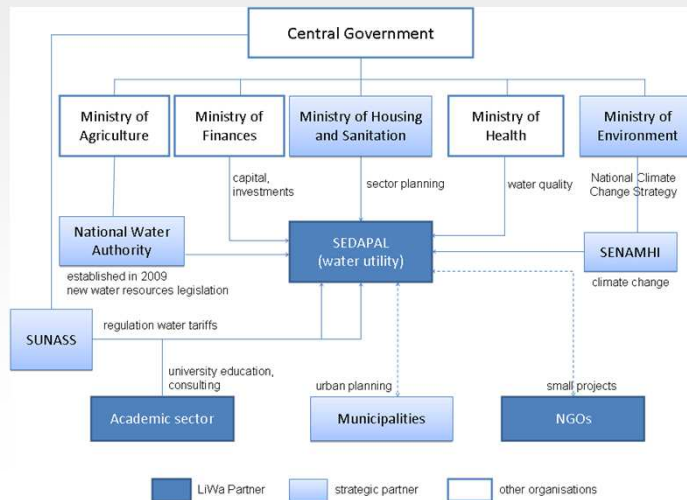 Central Government
Ministry of
Agriculture
Ministry of
Finances
Ministry of Housing
and Sanitation
Ministry of
Health
Ministry of
Environment
capital,
investments
sector planning
water quality
National Climate
Change Strategy
National Water
Authority
SEDAPAL
(water utility)
SENAMHI
established in 2009
new water resources legislation
climate change
SUNASS
regulation water tariffs
university education,
consulting
urban planning
small projects
Academic sector
Municipalities
NGOs
LiWa Partner
strategic partner
other organisations